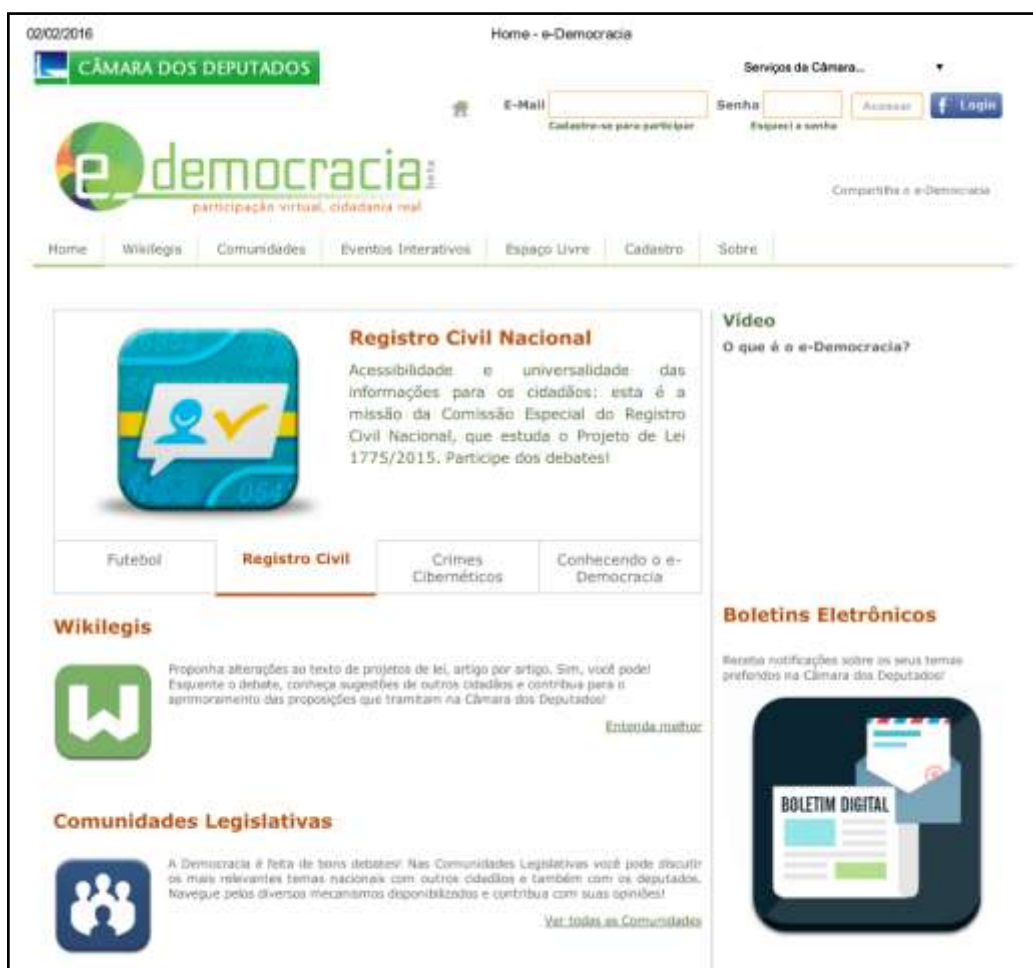 02/02/2016
Home - e-Democracia
CÂMARA DOS DEPUTADOS
Serviços da Câmara...
E-Mail
Senha
Acessar
f Login
Cadastre-se para participar
Esqueci a senha
e democracia beta
participação virtual, cidadania real
Compartilhe o e-Democracia
Home
Wikilegis
Comunidades
Eventos Interativos
Espaço Livre
Cadastro
Sobre
Registro Civil Nacional
Acessibilidade e universalidade das
informações para os cidadãos: esta é a
missão da Comissão Especial do Registro
Civil Nacional, que estuda o Projeto de Lei
1775/2015. Participe dos debates!
Futebol
Registro Civil
Crimes
Cibernéticos
Conhecendo o e-
Democracia
Vídeo
O que é o e-Democracia?
Wikilegis
Proponha alterações ao texto de projetos de lei, artigo por artigo. Sim, você pode!
Esquente o debate, conheça sugestões de outros cidadãos e contribua para o
aprimoramento das proposições que tramitam na Câmara dos Deputados!
Entenda melhor
Comunidades Legislativas
A Democracia é feita de bons debates! Nas Comunidades Legislativas você pode discutir
os mais relevantes temas nacionais com outros cidadãos e também com os deputados.
Navegue pelos diversos mecanismos disponibilizados e contribua com suas opiniões!
Ver todas as Comunidades
Boletins Eletrônicos
Receba notificações sobre os seus temas
preferidos na Câmara dos Deputados!
BOLETIM DIGITAL